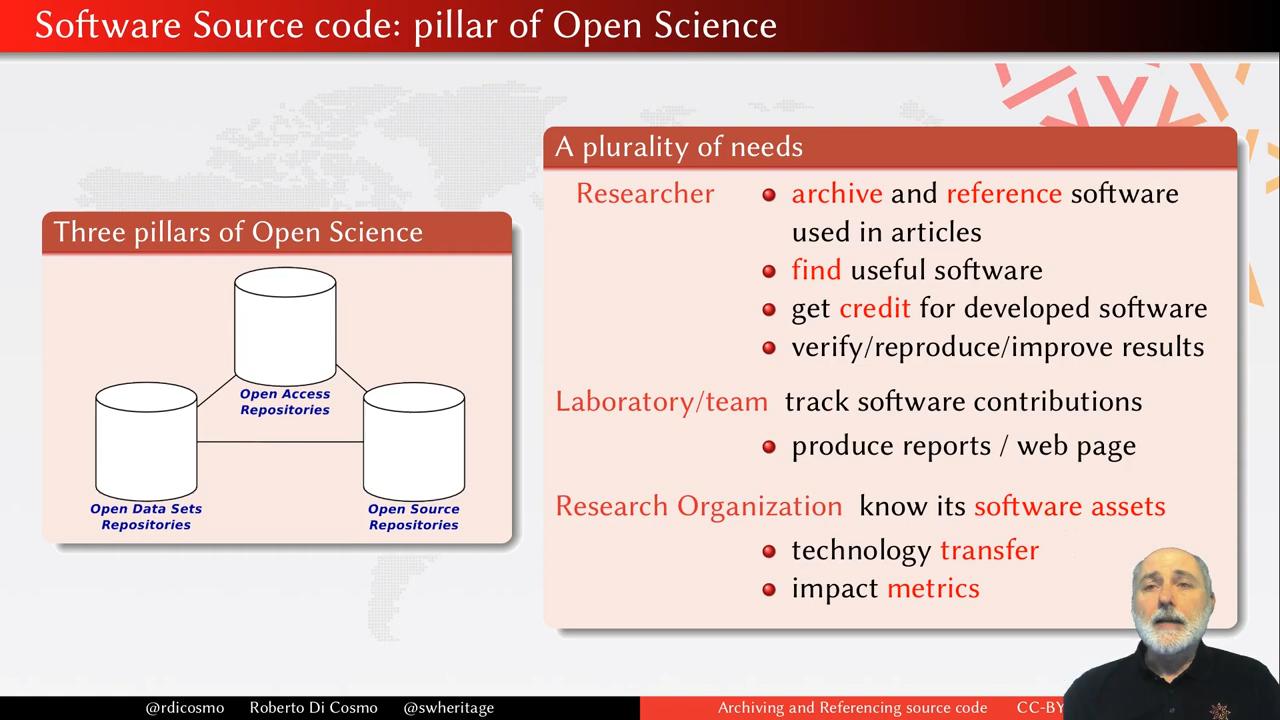 Software Source code: pillar of Open Science
Three pillars of Open Science
Open Access
Repositories
Open Data Sets
Repositories
Open Source
Repositories
A plurality of needs
Researcher archive and reference software
used in articles
find useful software
get credit for developed software
verify/reproduce/improve results
Laboratory/team track software contributions
produce reports / web page
Research Organization know its software assets
technology transfer
impact metrics
@rdicosmo Roberto Di Cosmo @swheritage
Archiving and Referencing source code CC-BY